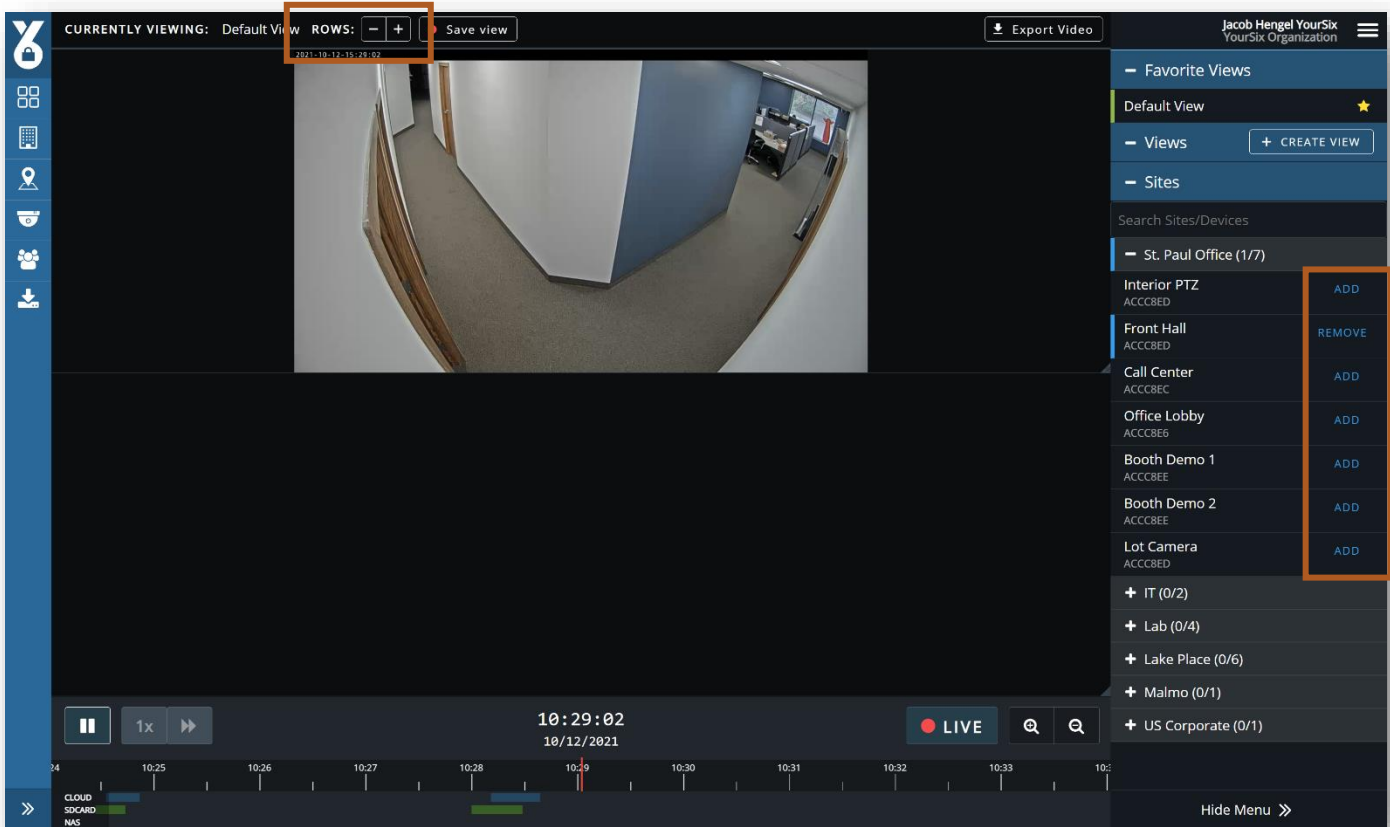 CURRENTLY VIEWING: Default View ROWS: − + Save view Export Video
Jacob Hengel YourSix
YourSix Organization
2021-10-12-15:29:02
− Favorite Views
Default View
− Views + CREATE VIEW
− Sites
Search Sites/Devices
− St. Paul Office (1/7)
Interior PTZ ADD
ACCC8ED
Front Hall REMOVE
ACCC8ED
Call Center ADD
ACCC8EC
Office Lobby ADD
ACCC8E6
Booth Demo 1 ADD
ACCC8EE
Booth Demo 2 ADD
ACCC8EE
Lot Camera ADD
ACCC8ED
+ IT (0/2)
+ Lab (0/4)
+ Lake Place (0/6)
+ Malmo (0/1)
+ US Corporate (0/1)
1x 10:29:02 LIVE
10/12/2021
24 10:25 10:26 10:27 10:28 10:29 10:30 10:31 10:32 10:33 10:
CLOUD
SDCARD
NAS
Hide Menu